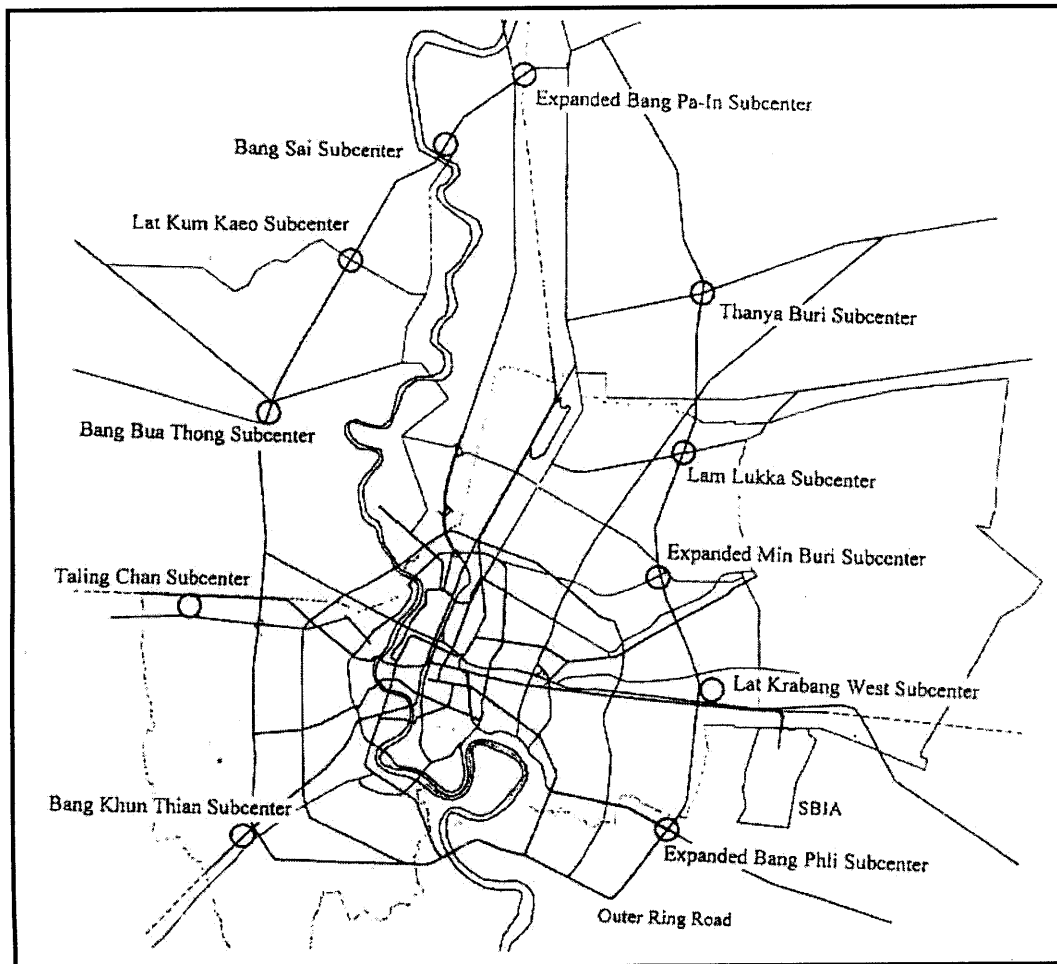 Expanded Bang Pa-In Subcenter
Bang Sai Subcenter
Lat Kum Kaeo Subcenter
Thanya Buri Subcenter
Bang Bua Thong Subcenter
Lam Lukka Subcenter
Expanded Min Buri Subcenter
Taling Chan Subcenter
Lat Krabang West Subcenter
Bang Khun Thian Subcenter
SBIA
Expanded Bang Phli Subcenter
Outer Ring Road